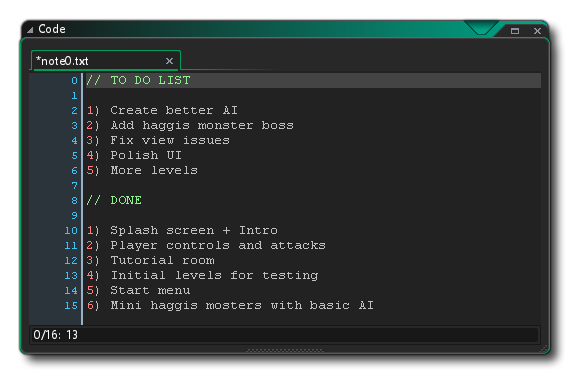 Code
*note0.txt
0 // TO DO LIST
1
2 1) Create better AI
3 2) Add haggis monster boss
4 3) Fix view issues
5 4) Polish UI
6 5) More levels
7
8 // DONE
9
10 1) Splash screen + Intro
11 2) Player controls and attacks
12 3) Tutorial room
13 4) Initial levels for testing
14 5) Start menu
15 6) Mini haggis mosters with basic AI
0/16: 13